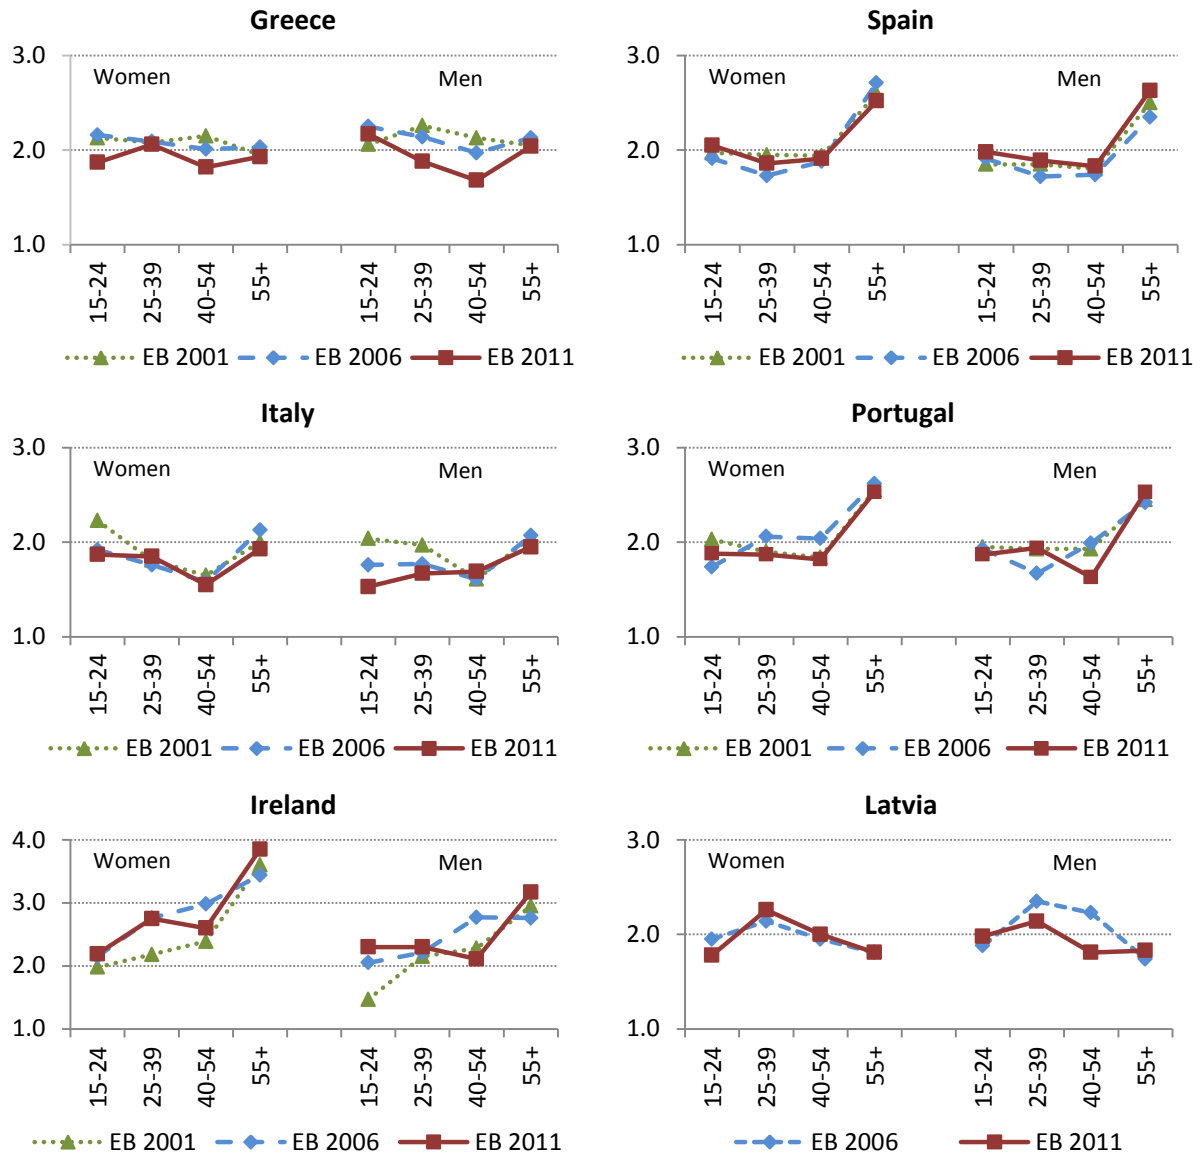 Greece
3.0
Women
Men
2.0
1.0
15-24
25-39
40-54
55+
15-24
25-39
40-54
55+
EB 2001
EB 2006
EB 2011
Spain
3.0
Women
Men
2.0
1.0
15-24
25-39
40-54
55+
15-24
25-39
40-54
55+
EB 2001
EB 2006
EB 2011
Italy
3.0
Women
Men
2.0
1.0
15-24
25-39
40-54
55+
15-24
25-39
40-54
55+
EB 2001
EB 2006
EB 2011
Portugal
3.0
Women
Men
2.0
1.0
15-24
25-39
40-54
55+
15-24
25-39
40-54
55+
EB 2001
EB 2006
EB 2011
Ireland
4.0
Women
Men
3.0
2.0
1.0
15-24
25-39
40-54
55+
15-24
25-39
40-54
55+
EB 2001
EB 2006
EB 2011
Latvia
3.0
Women
Men
2.0
1.0
15-24
25-39
40-54
55+
15-24
25-39
40-54
55+
EB 2006
EB 2011